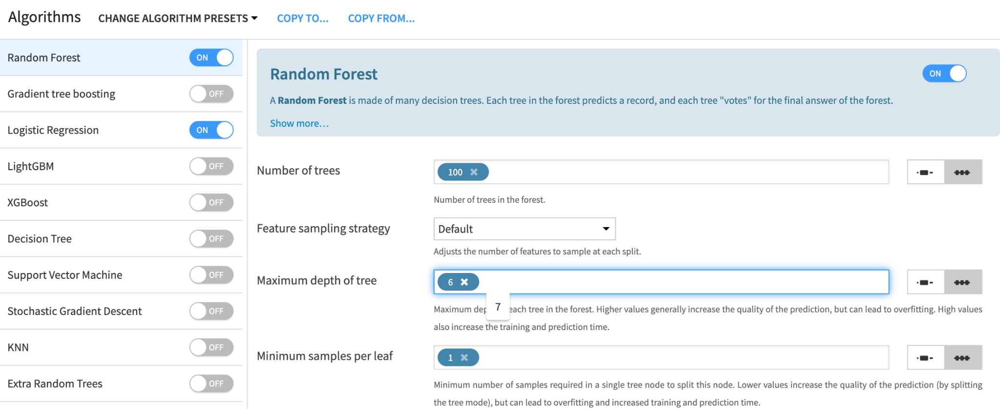 Algorithms CHANGE ALGORITHM PRESETS COPY TO... COPY FROM...
Random Forest ON
Gradient tree boosting OFF
Logistic Regression ON
LightGBM OFF
XGBoost OFF
Decision Tree OFF
Support Vector Machine OFF
Stochastic Gradient Descent OFF
KNN OFF
Extra Random Trees OFF
Random Forest ON
A Random Forest is made of many decision trees. Each tree in the forest predicts a record, and each tree "votes" for the final answer of the forest.
Show more...
Number of trees 100
Number of trees in the forest.
Feature sampling strategy Default
Adjusts the number of features to sample at each split.
Maximum depth of tree 6
7
Maximum each tree in the forest. Higher values generally increase the quality of the prediction, but can lead to overfitting. High values
also increase the training and prediction time.
Minimum samples per leaf 1
Minimum number of samples required in a single tree node to split this node. Lower values increase the quality of the prediction (by splitting
the tree mode), but can lead to overfitting and increased training and prediction time.